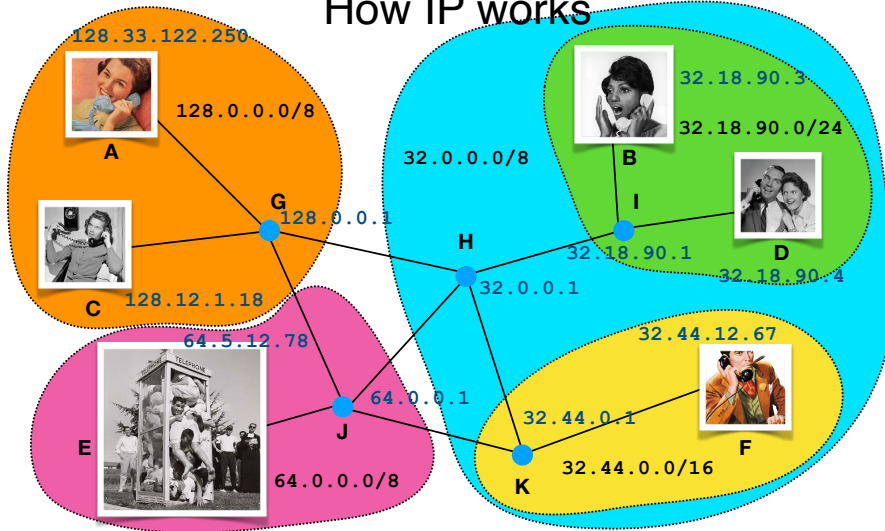 How IP works
128.33.122.250
128.0.0.0/8
A
G
128.0.0.1
C
128.12.1.18
32.0.0.0/8
H
32.0.0.1
32.18.90.3
32.18.90.0/24
B
I
32.18.90.1
D
32.18.90.4
64.5.12.78
TELEPHONE
TELEPHONE
E
J
64.0.0.1
64.0.0.0/8
32.44.12.67
32.44.0.1
F
K
32.44.0.0/16